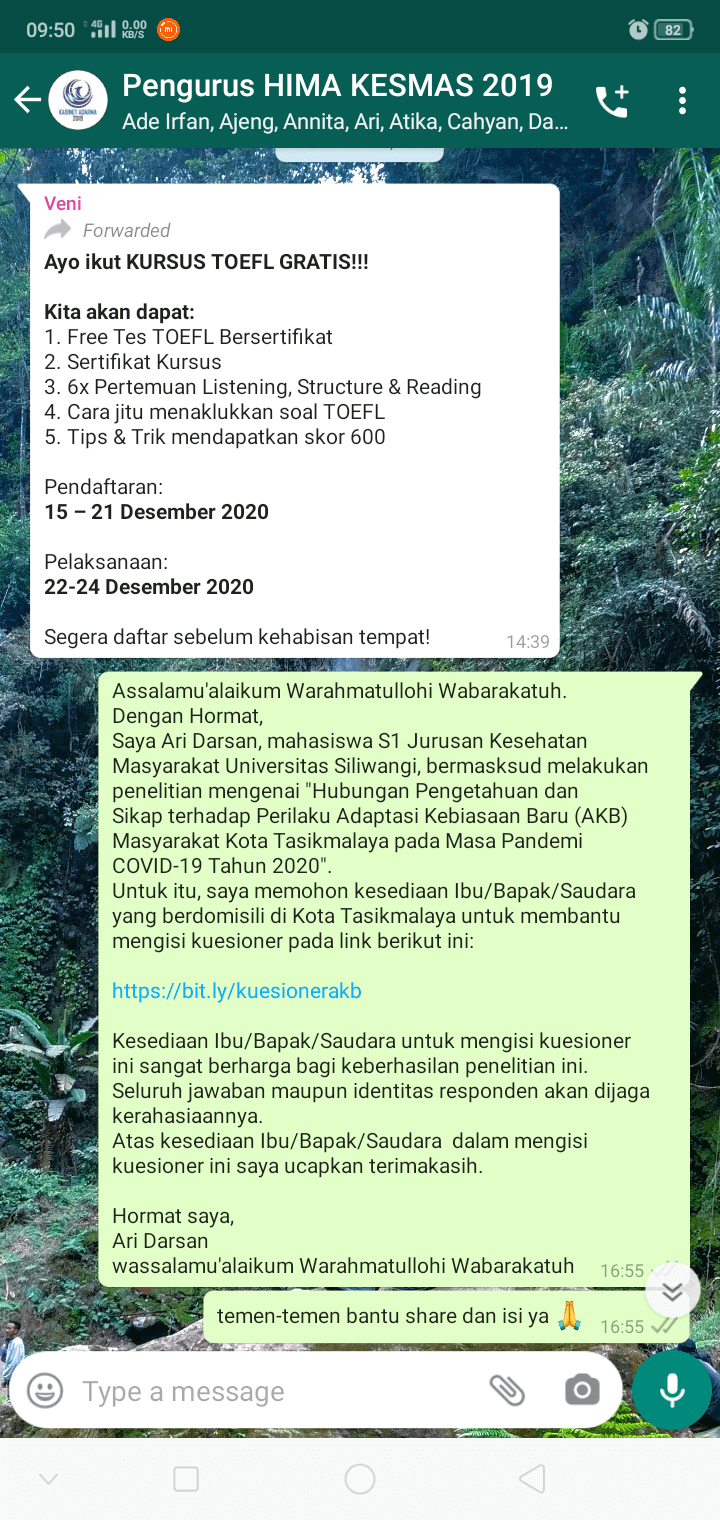 09:50 4G 0.00 KB/S 82
Pengurus HIMA KESMAS 2019
Ade Irfan, Ajeng, Annita, Ari, Atika, Cahyan, Da...
Veni
Forwarded
Ayo ikut KURSUS TOEFL GRATIS!!!
Kita akan dapat:
1. Free Tes TOEFL Bersertifikat
2. Sertifikat Kursus
3. 6x Pertemuan Listening, Structure & Reading
4. Cara jitu menaklukkan soal TOEFL
5. Tips & Trik mendapatkan skor 600
Pendaftaran:
15 – 21 Desember 2020
Pelaksanaan:
22-24 Desember 2020
Segera daftar sebelum kehabisan tempat! 14:39
Assalamu'alaikum Warahmatullohi Wabarakatuh.
Dengan Hormat,
Saya Ari Darsan, mahasiswa S1 Jurusan Kesehatan
Masyarakat Universitas Siliwangi, bermasksud melakukan
penelitian mengenai "Hubungan Pengetahuan dan
Sikap terhadap Perilaku Adaptasi Kebiasaan Baru (AKB)
Masyarakat Kota Tasikmalaya pada Masa Pandemi
COVID-19 Tahun 2020".
Untuk itu, saya memohon kesediaan Ibu/Bapak/Saudara
yang berdomisili di Kota Tasikmalaya untuk membantu
mengisi kuesioner pada link berikut ini:
https://bit.ly/kuesionerakb
Kesediaan Ibu/Bapak/Saudara untuk mengisi kuesioner
ini sangat berharga bagi keberhasilan penelitian ini.
Seluruh jawaban maupun identitas responden akan dijaga
kerahasiaannya.
Atas kesediaan Ibu/Bapak/Saudara  dalam mengisi
kuesioner ini saya ucapkan terimakasih.
Hormat saya,
Ari Darsan
wassalamu'alaikum Warahmatullohi Wabarakatuh 16:55
temen-temen bantu share dan isi ya 🙏 16:55
Type a message